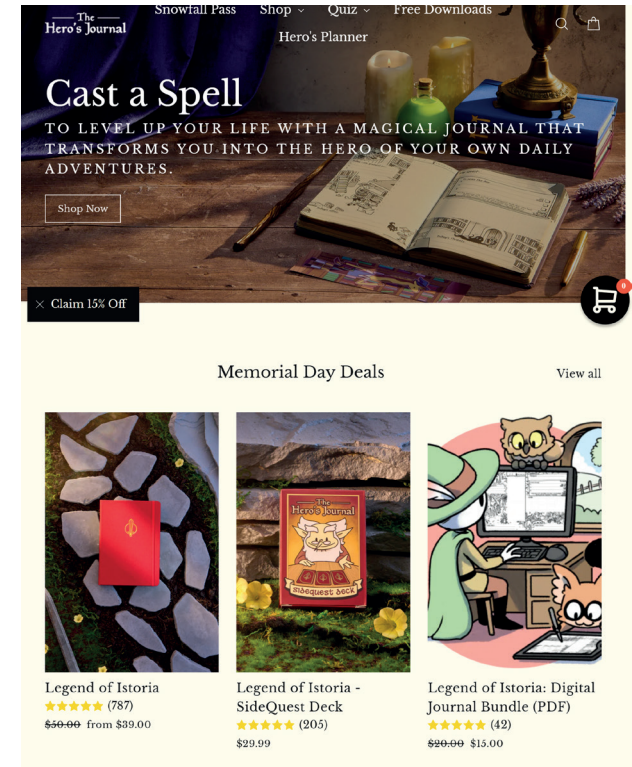 The
Hero's Journal
Snowfall Pass Shop Quiz Free Downloads
Hero's Planner
Cast a Spell
TO LEVEL UP YOUR LIFE WITH A MAGICAL JOURNAL THAT
TRANSFORMS YOU INTO THE HERO OF YOUR OWN DAILY
ADVENTURES.
Shop Now
Claim 15% Off
0
Memorial Day Deals
View all
The
Hero's Journal
sidequest deck
Legend of Istoria
(787)
$50.00 from $39.00
Legend of Istoria -
SideQuest Deck
(205)
$29.99
Legend of Istoria: Digital
Journal Bundle (PDF)
(42)
$20.00 $15.00